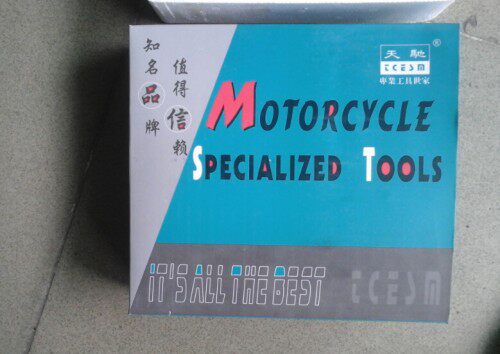 知名品牌
值得信赖
天馳®
TCESM
專業工具世家
MOTORCYCLE
SPECIALIZED TOOLS
IT'S ALL THE BEST
TCESM